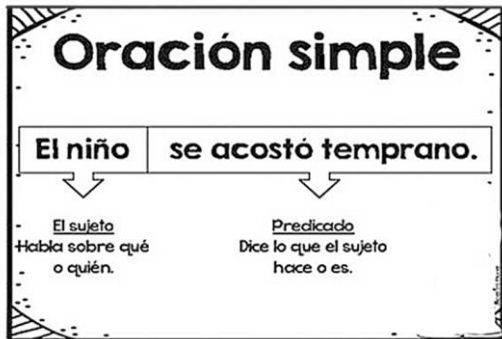 Oración simple
El niño se acostó temprano.
El sujeto
Habla sobre qué
o quién.
Predicado
Dice lo que el sujeto
hace o es.